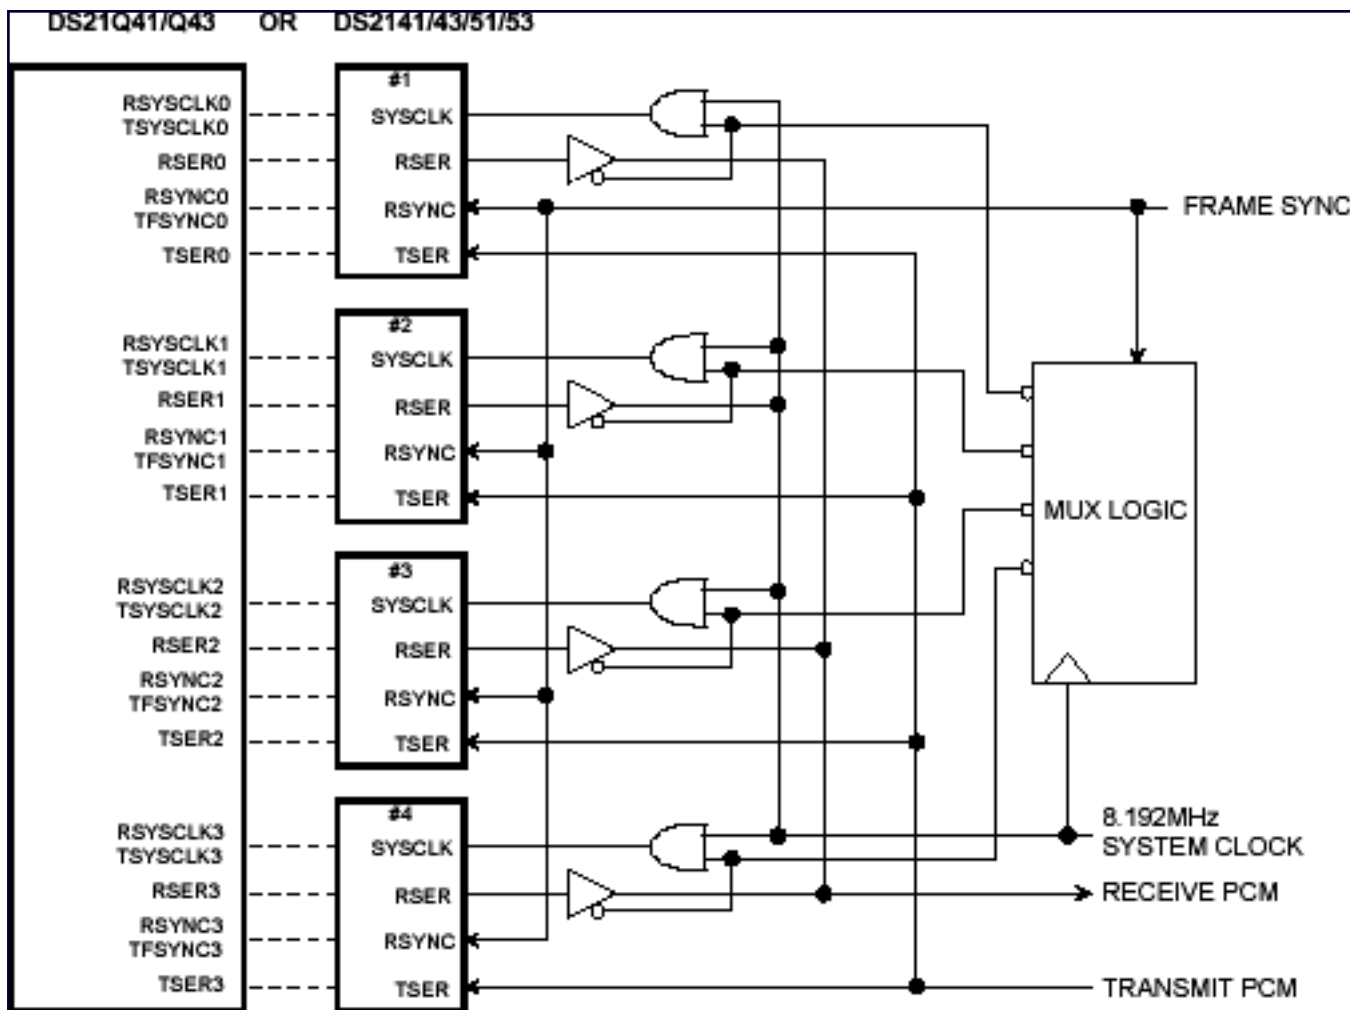 DS21Q41/Q43 OR DS2141/43/51/53
RSYSCLK0
TSYSCLK0
RSER0
RSYNC0
TFSYNC0
TSER0
#1
SYSCLK
RSER
RSYNC
TSER
FRAME SYNC
RSYSCLK1
TSYSCLK1
RSER1
RSYNC1
TFSYNC1
TSER1
#2
SYSCLK
RSER
RSYNC
TSER
MUX LOGIC
RSYSCLK2
TSYSCLK2
RSER2
RSYNC2
TFSYNC2
TSER2
#3
SYSCLK
RSER
RSYNC
TSER
RSYSCLK3
TSYSCLK3
RSER3
RSYNC3
TFSYNC3
TSER3
#4
SYSCLK
RSER
RSYNC
TSER
8.192MHz
SYSTEM CLOCK
RECEIVE PCM
TRANSMIT PCM